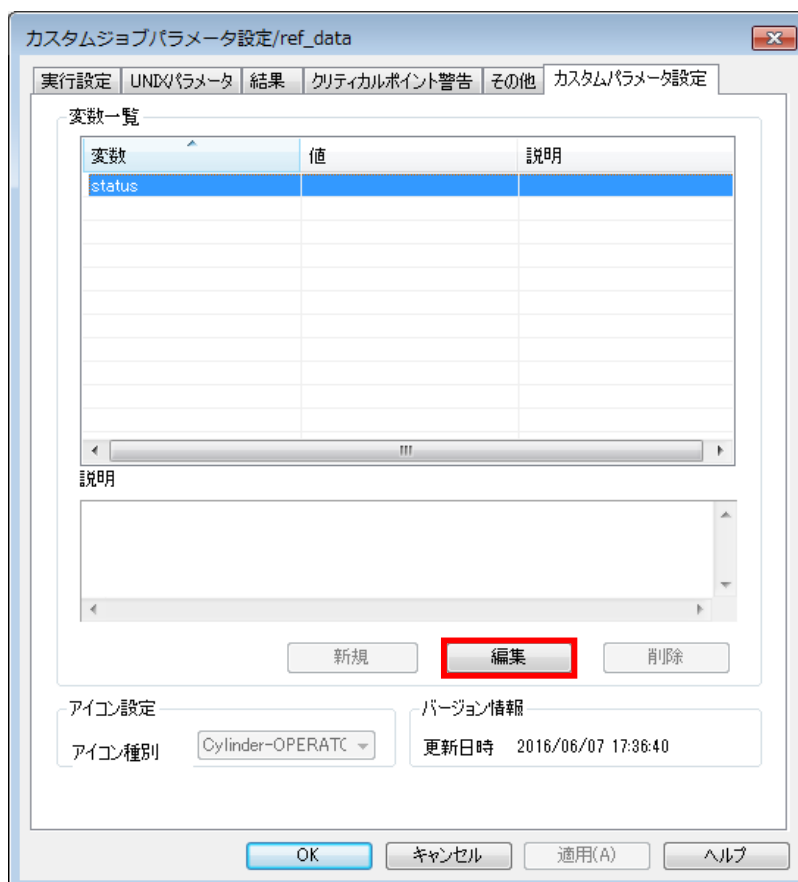 カスタムジョブパラメータ設定/ref_data
実行設定 UNIXパラメータ 結果 クリティカルポイント警告 その他 カスタムパラメータ設定
変数一覧
変数 値 説明
status
説明
新規 編集 削除
アイコン設定 バージョン情報
アイコン種別 Cylinder-OPERATC 更新日時 2016/06/07 17:36:40
OK キャンセル 適用(A) ヘルプ